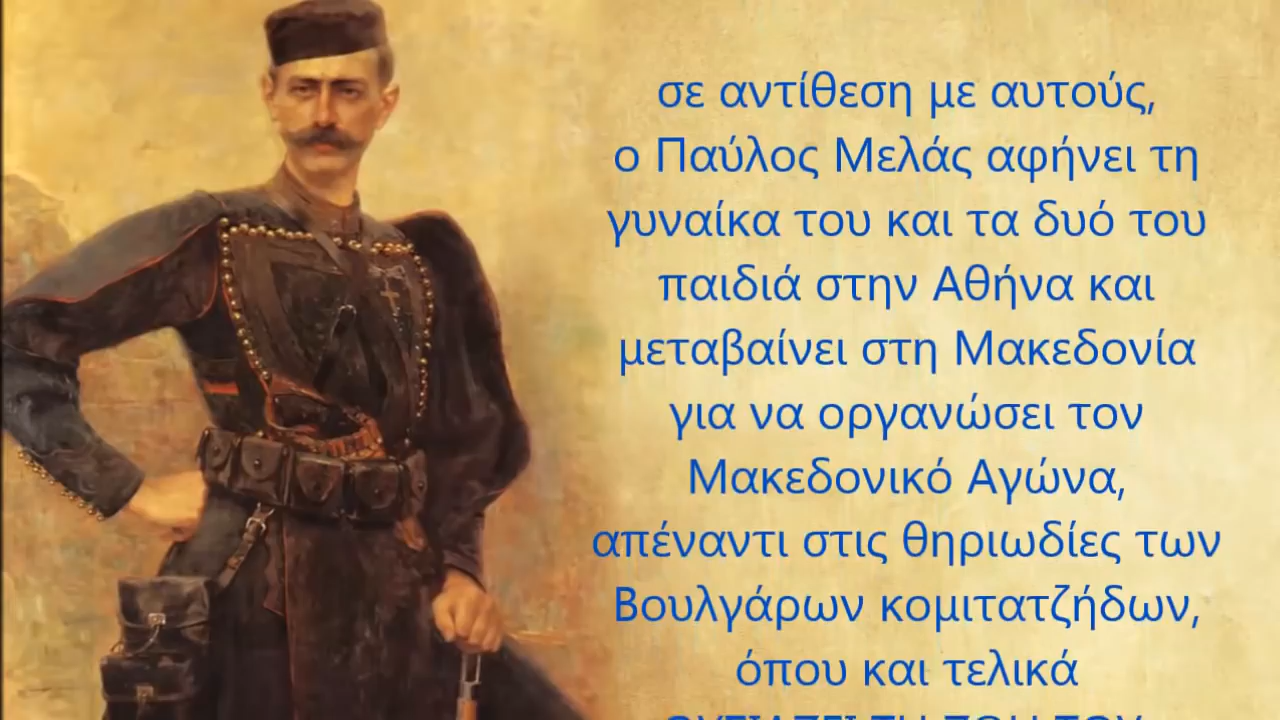 σε αντίθεση με αυτούς,
ο Παύλος Μελάς αφήνει τη
γυναίκα του και τα δυό του
παιδιά στην Αθήνα και
μεταβαίνει στη Μακεδονία
για να οργανώσει τον
Μακεδονικό Αγώνα,
απέναντι στις θηριωδίες των
Βουλγάρων κομιτατζήδων,
όπου και τελικά